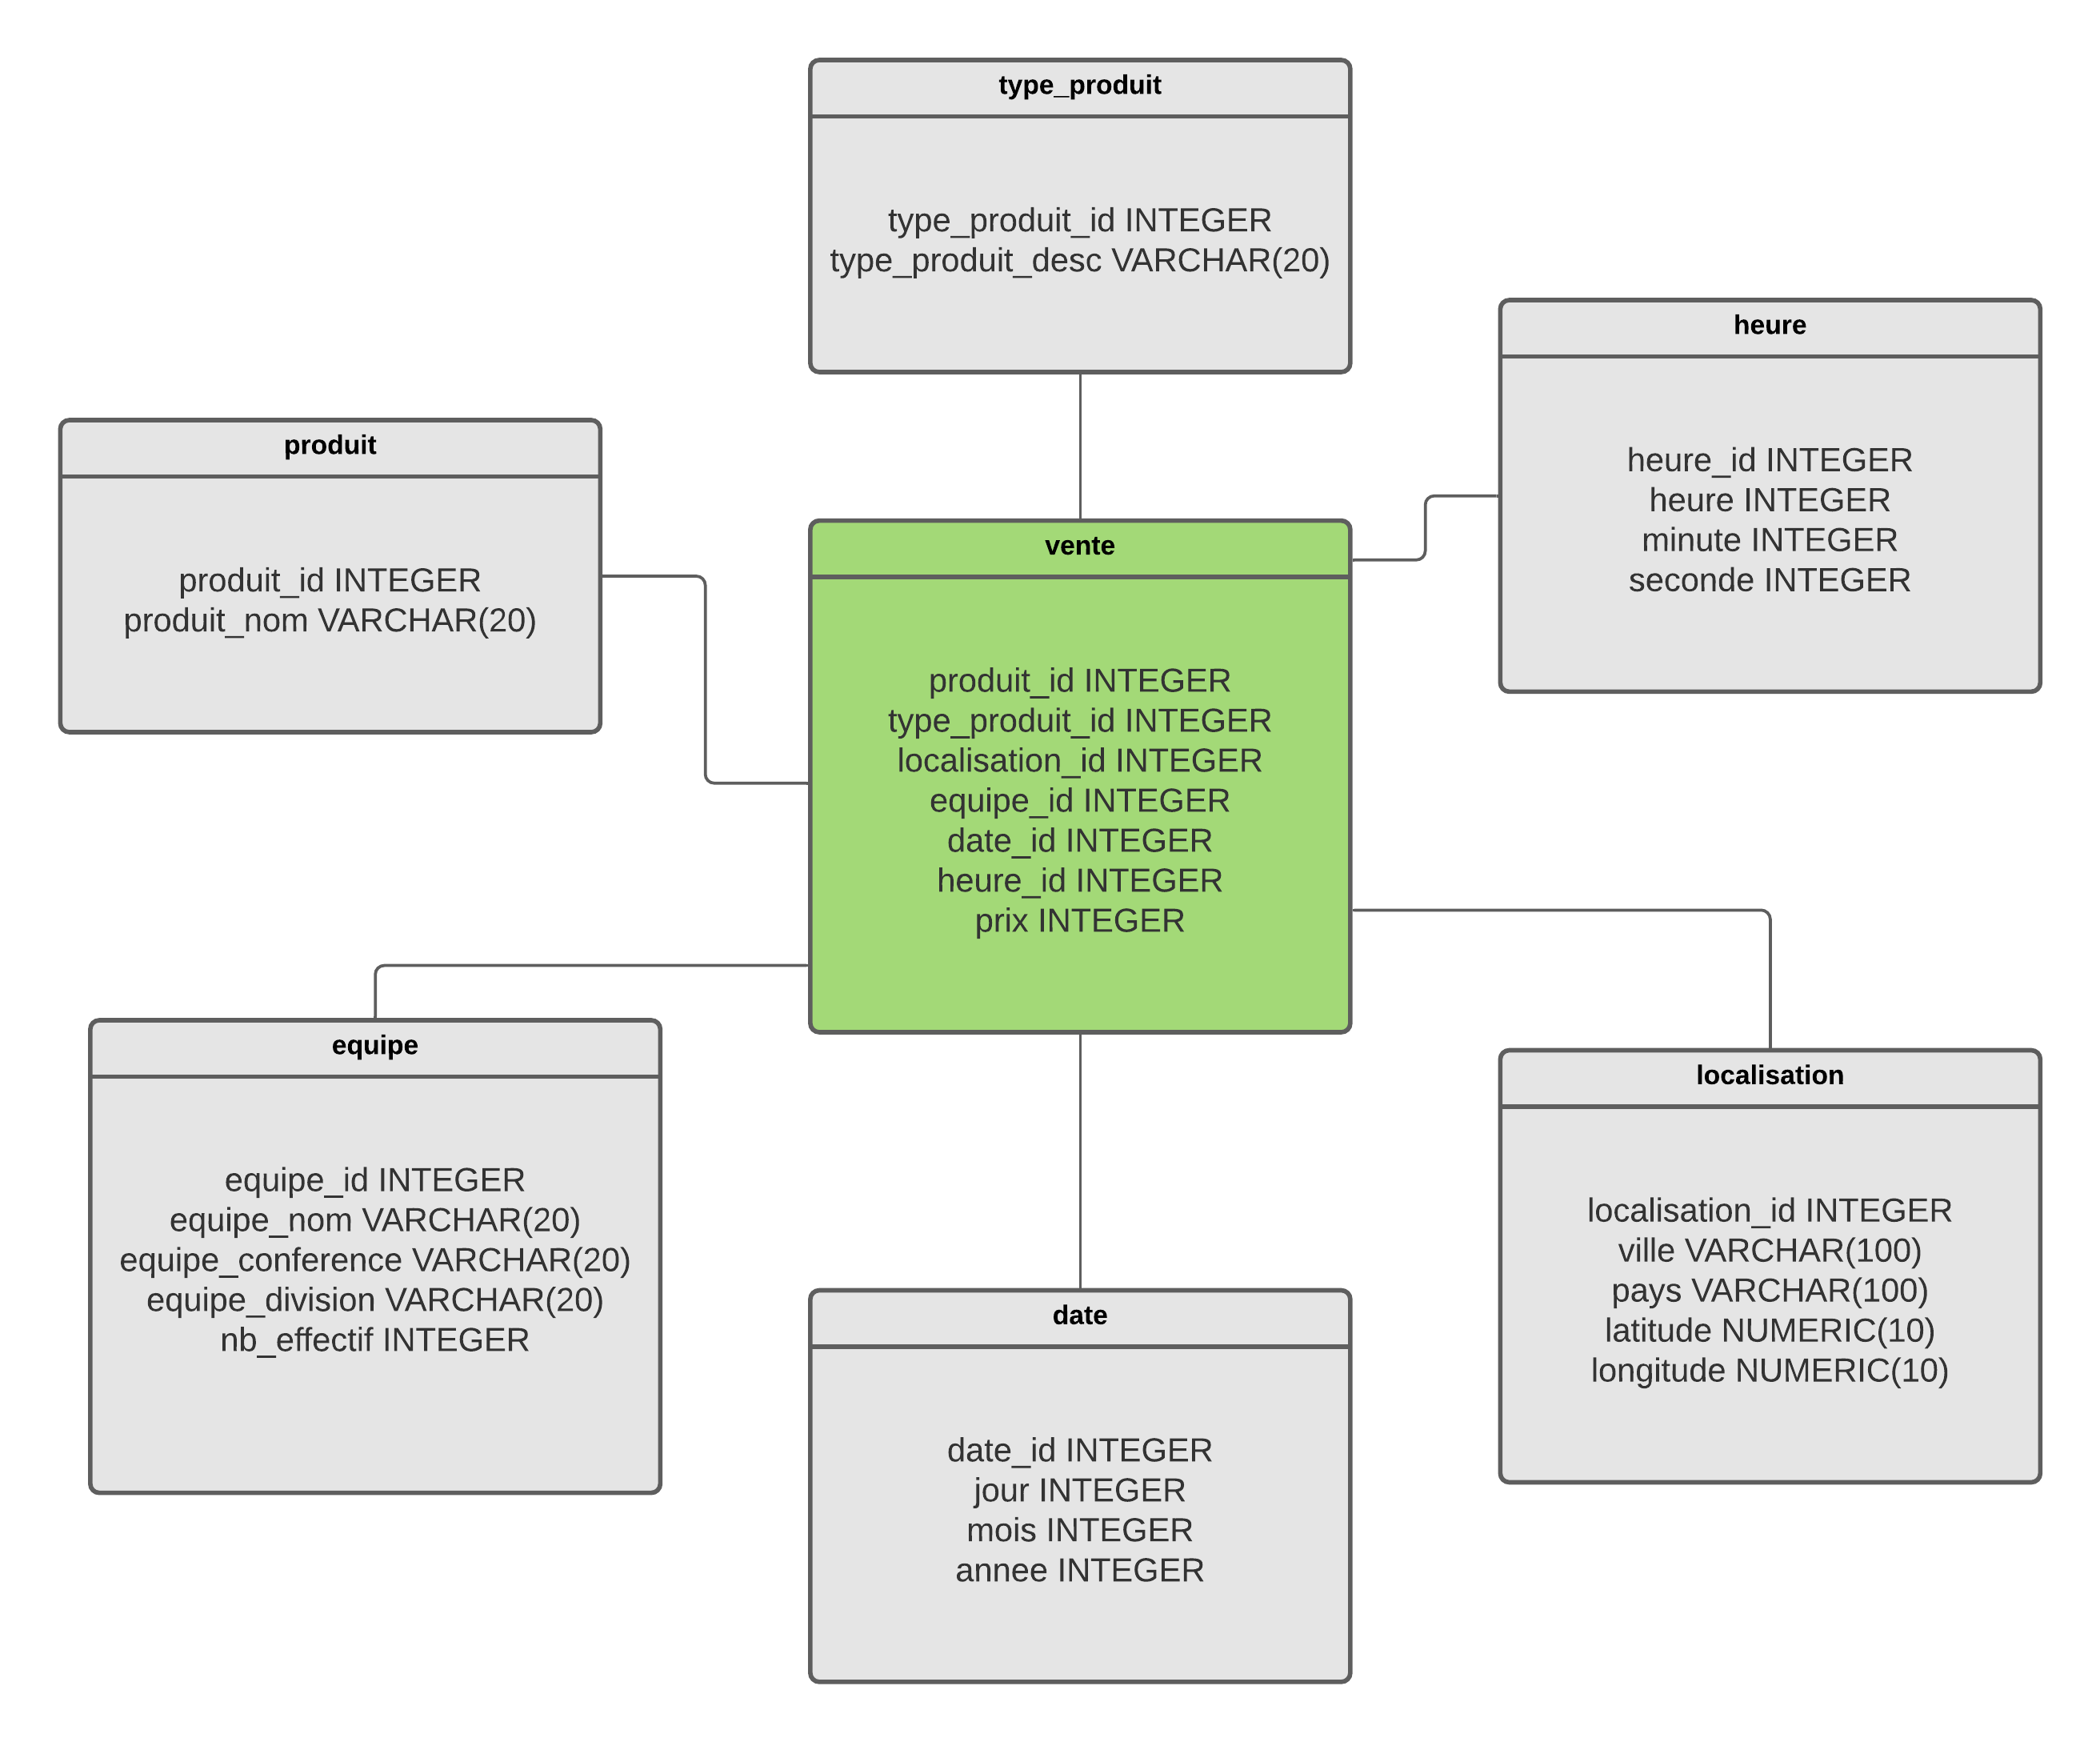 type_produit
type_produit_id INTEGER
type_produit_desc VARCHAR(20)
heure
heure_id INTEGER
heure INTEGER
minute INTEGER
seconde INTEGER
produit
produit_id INTEGER
produit_nom VARCHAR(20)
vente
produit_id INTEGER
type_produit_id INTEGER
localisation_id INTEGER
equipe_id INTEGER
date_id INTEGER
heure_id INTEGER
prix INTEGER
equipe
equipe_id INTEGER
equipe_nom VARCHAR(20)
equipe_conference VARCHAR(20)
equipe_division VARCHAR(20)
nb_effectif INTEGER
localisation
localisation_id INTEGER
ville VARCHAR(100)
pays VARCHAR(100)
latitude NUMERIC(10)
longitude NUMERIC(10)
date
date_id INTEGER
jour INTEGER
mois INTEGER
annee INTEGER